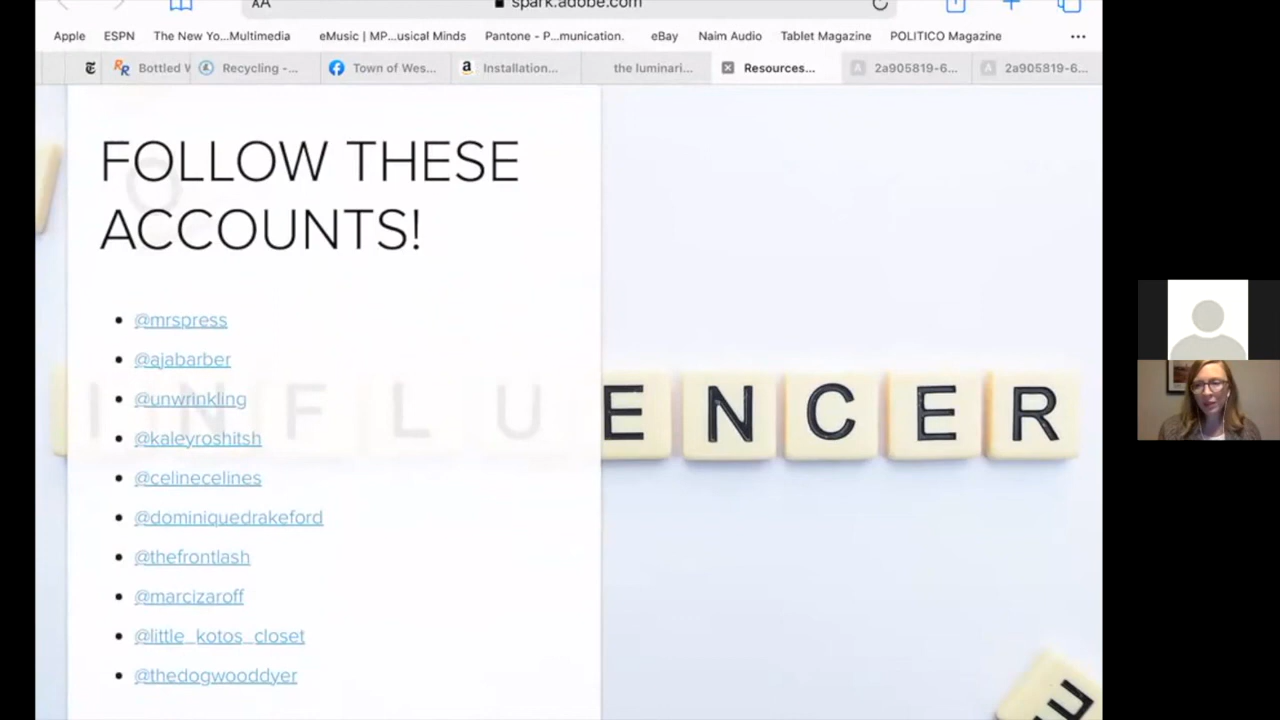 AA
spark.adobe.com
Apple
ESPN
The New Yo...Multimedia
eMusic | MP...usical Minds
Pantone - P...munication.
eBay
Naim Audio
Tablet Magazine
POLITICO Magazine
Bottled W
Recycling -...
Town of Wes...
Installation...
the luminari...
Resources...
2a905819-6...
2a905819-6...
FOLLOW THESE
ACCOUNTS!
@mrspress
@ajabarber
@unwrinkling
@kaleyroshitsh
@celinecelines
@dominiquedrakeford
@thefrontlash
@marcizaroff
@little_kotos_closet
@thedogwooddyer
INFLUENCER